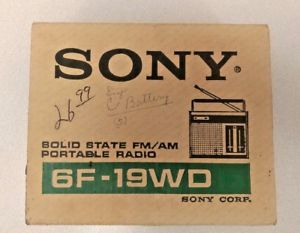 SONY®
26 99
C Battery
SOLID STATE FM/AM
PORTABLE RADIO
6F-19WD
SONY CORP.